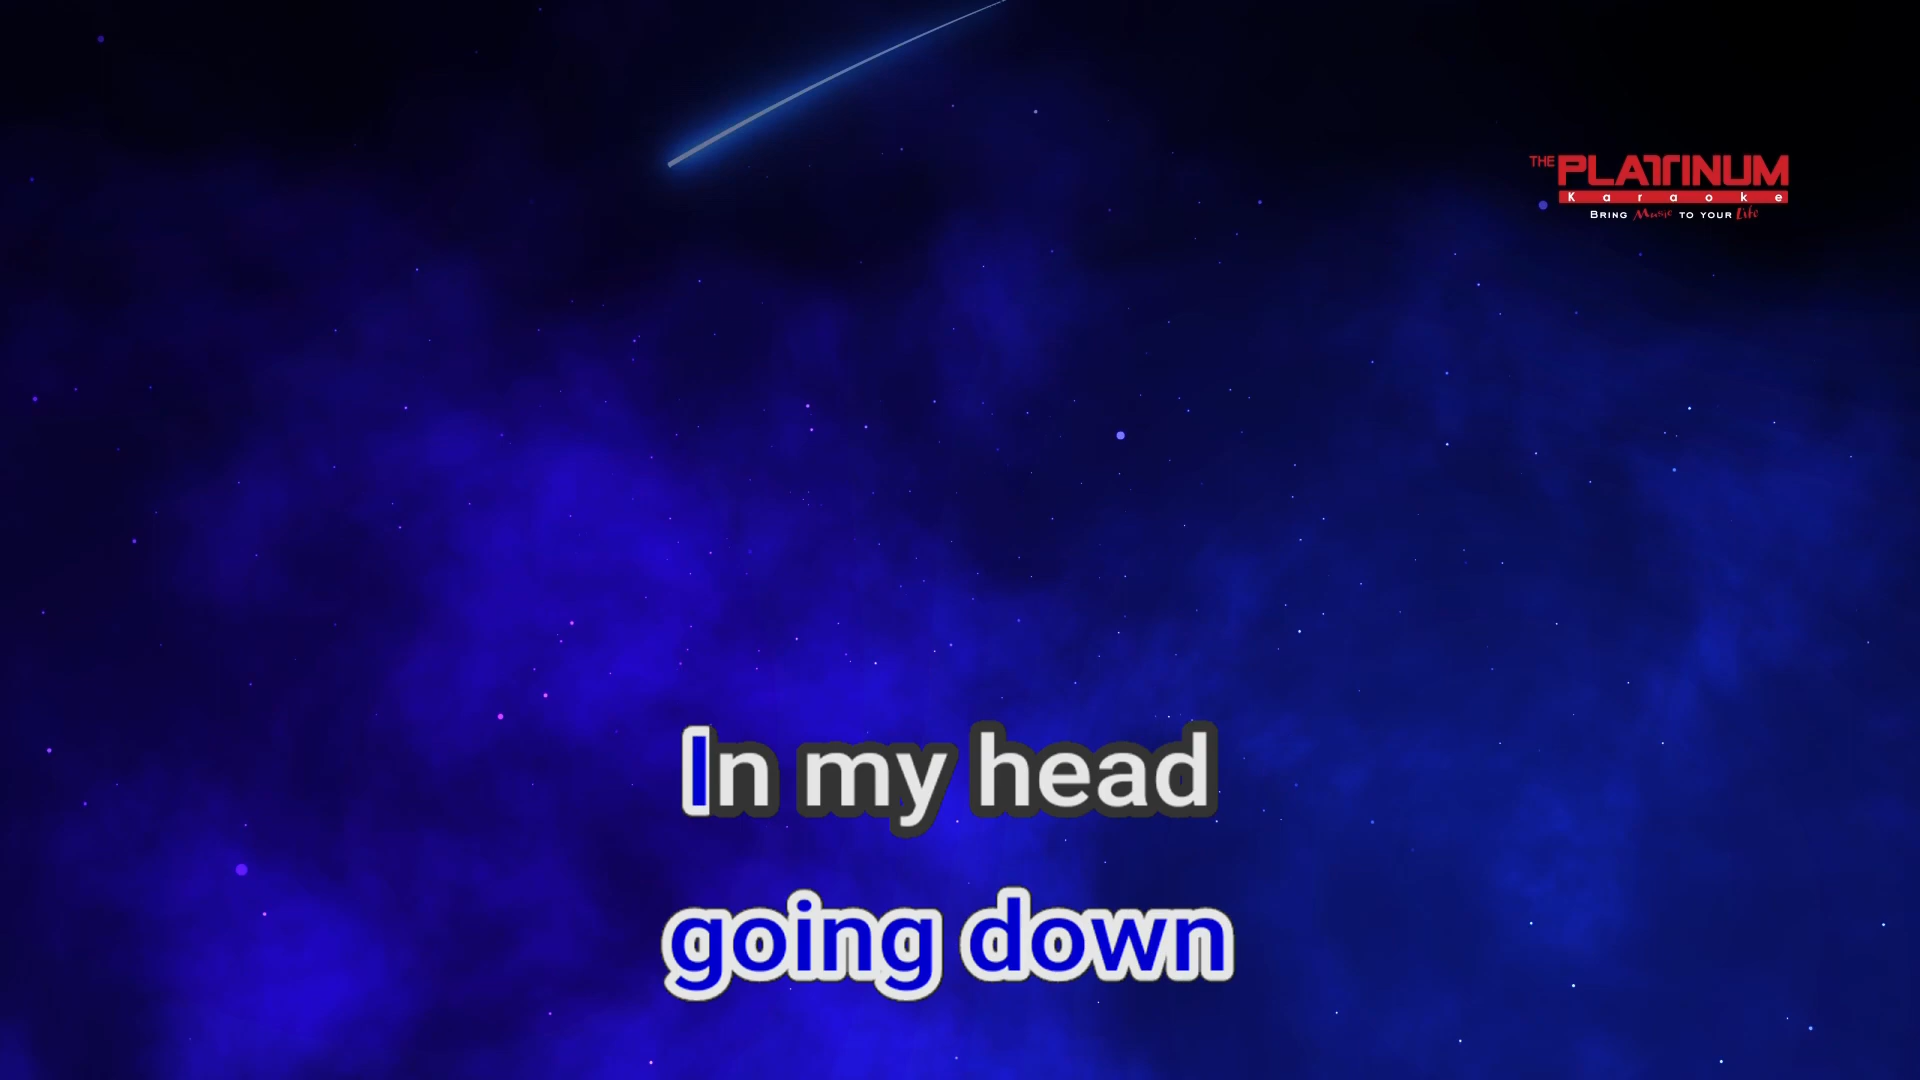 THE PLATINUM
Karaoke
BRING Music TO YOUR Life
In my head
going down